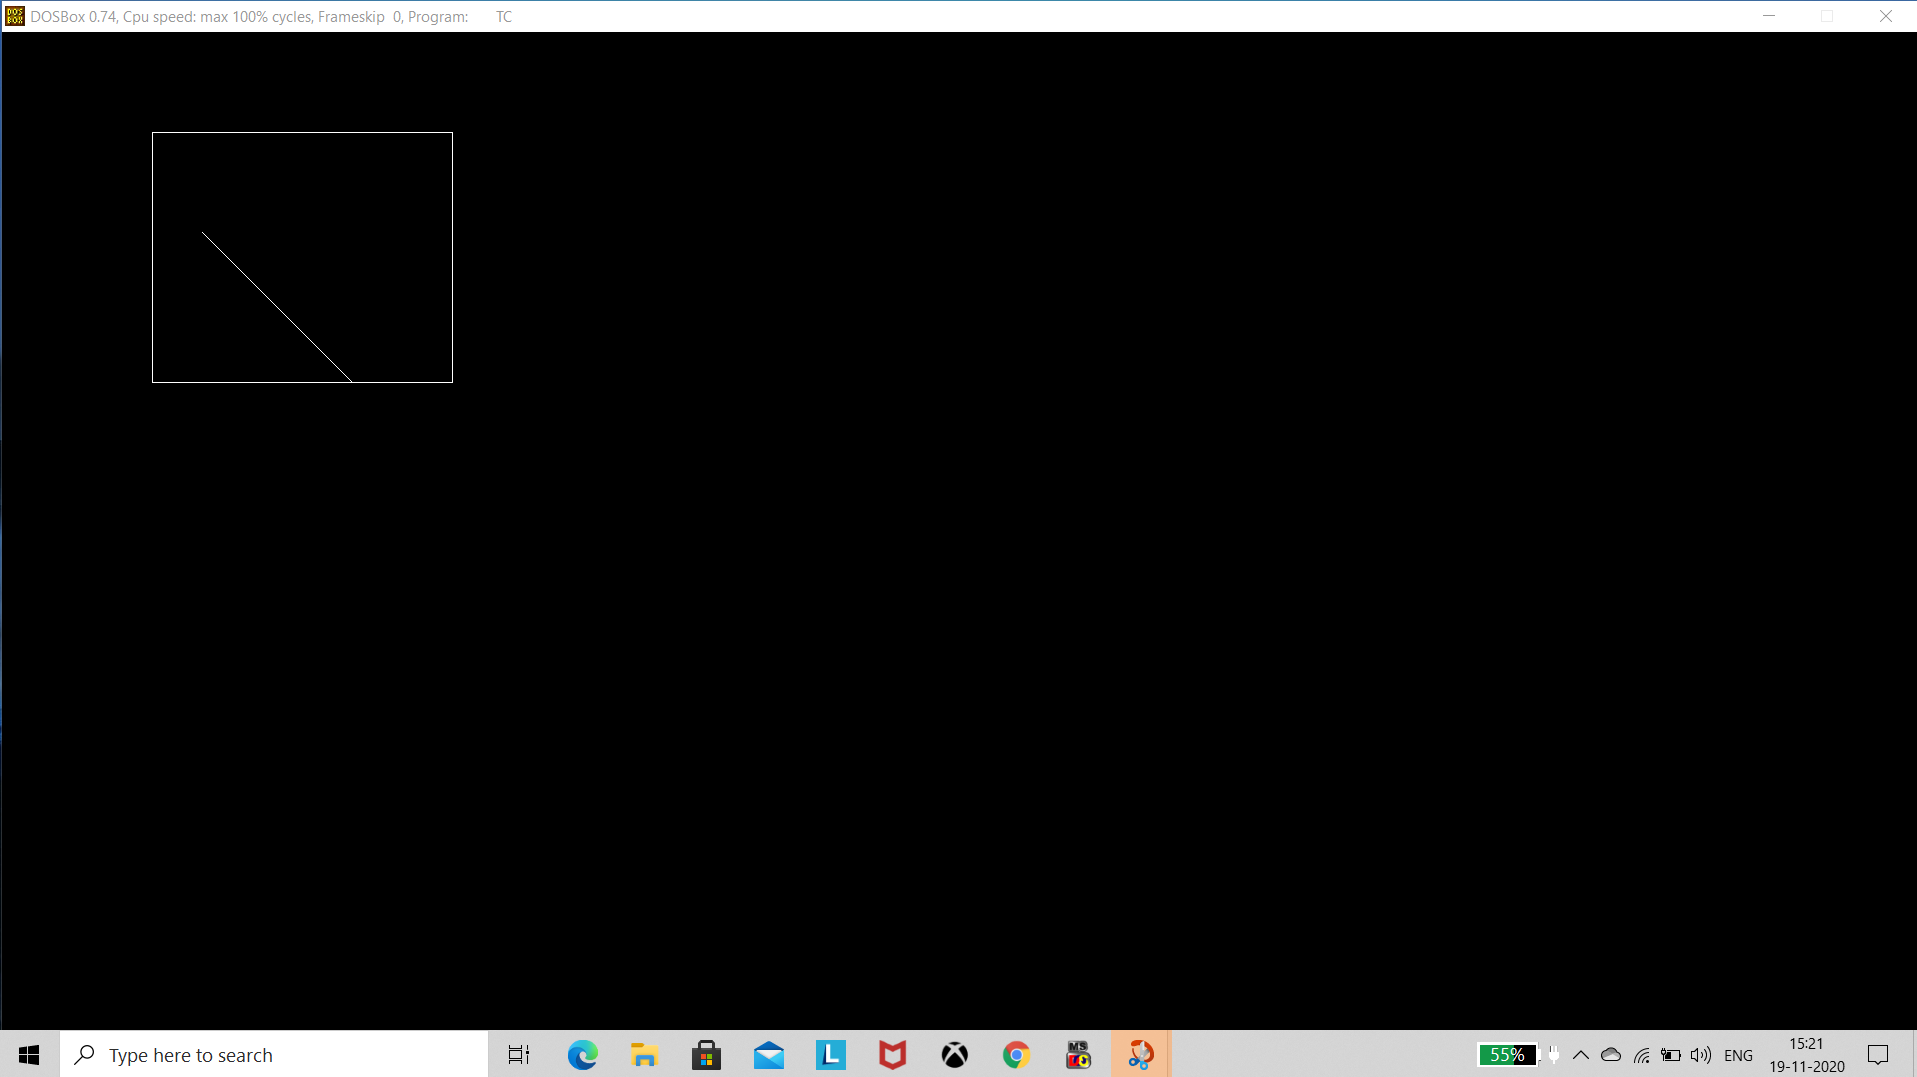 DOSBox 0.74, Cpu speed: max 100% cycles, Frameskip 0, Program: TC
Type here to search
L
MS
55%
ENG
15:21
19-11-2020